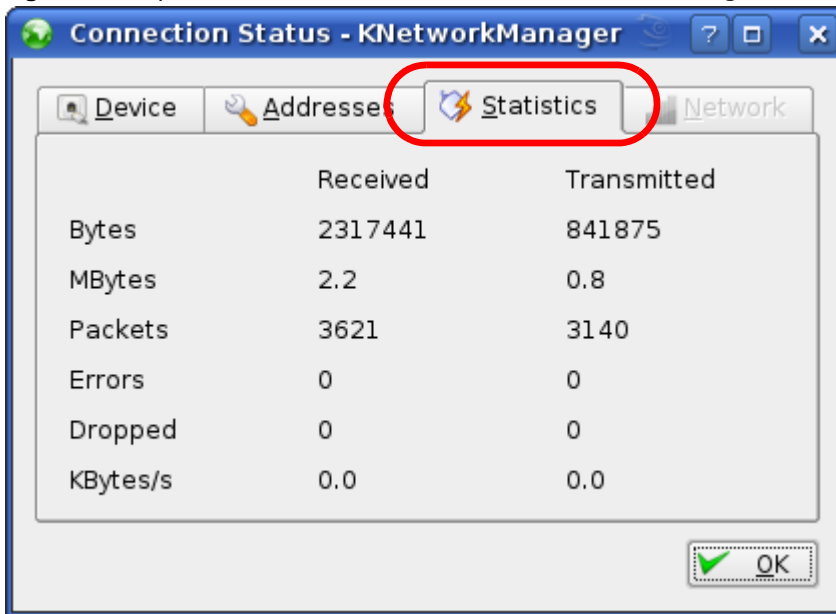 Connection Status - KNetworkManager ?
Device Addresses Statistics Network
Received Transmitted
Bytes 2317441 841875
MBytes 2.2 0.8
Packets 3621 3140
Errors 0 0
Dropped 0 0
KBytes/s 0.0 0.0
OK